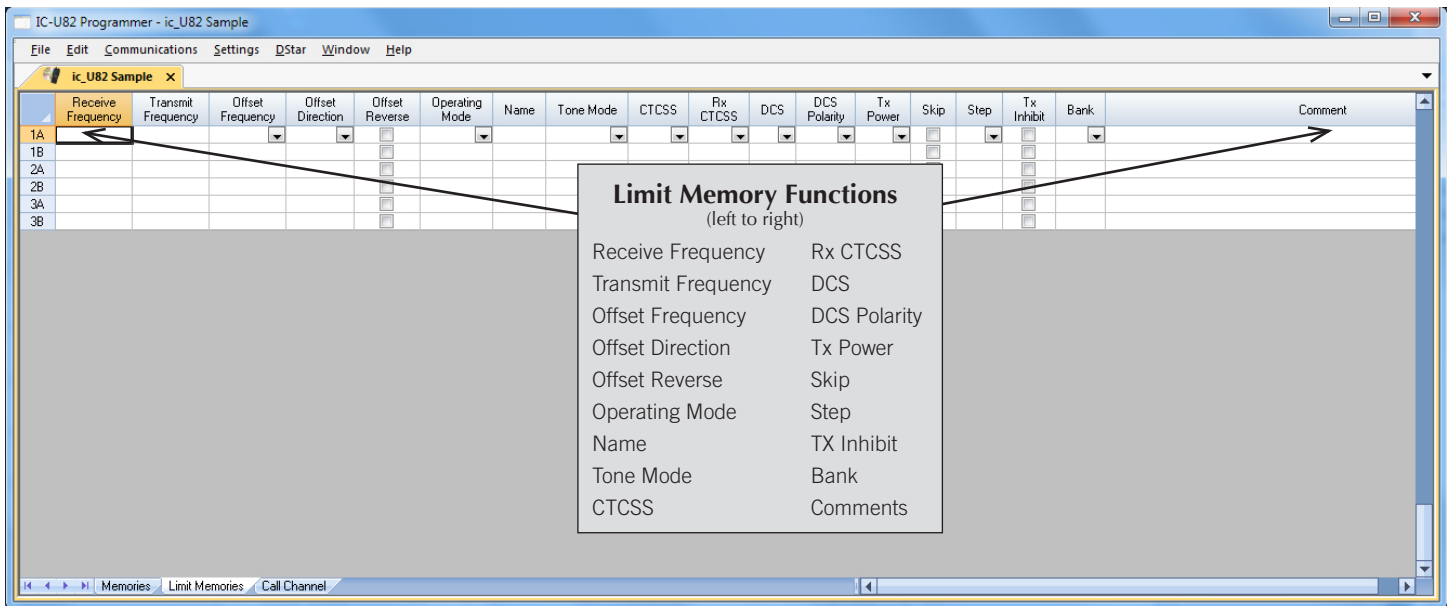 IC-U82 Programmer - ic_U82 Sample
File Edit Communications Settings DStar Window Help
ic_U82 Sample X
Receive Frequency Transmit Frequency Offset Frequency Offset Direction Offset Reverse Operating Mode Name Tone Mode CTCSS Rx CTCSS DCS DCS Polarity Tx Power Skip Step Tx Inhibit Bank Comment
1A
1B
2A
2B
3A
3B
Limit Memory Functions
(left to right)
Receive Frequency
Transmit Frequency
Offset Frequency
Offset Direction
Offset Reverse
Operating Mode
Name
Tone Mode
CTCSS
Rx CTCSS
DCS
DCS Polarity
Tx Power
Skip
Step
TX Inhibit
Bank
Comments
Memories Limit Memories Call Channel